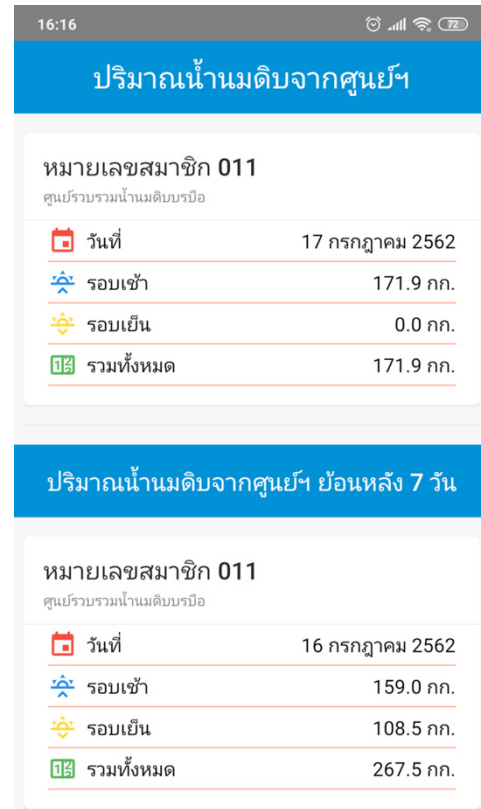 16:16
72
ปริมาณน้ำนมดิบจากศูนย์ฯ
หมายเลขสมาชิก 011
ศูนย์รวบรวมน้ำนมดิบบรบือ
วันที่ 17 กรกฎาคม 2562
รอบเช้า 171.9 กก.
รอบเย็น 0.0 กก.
รวมทั้งหมด 171.9 กก.
ปริมาณน้ำนมดิบจากศูนย์ฯ ย้อนหลัง 7 วัน
หมายเลขสมาชิก 011
ศูนย์รวบรวมน้ำนมดิบบรบือ
วันที่ 16 กรกฎาคม 2562
รอบเช้า 159.0 กก.
รอบเย็น 108.5 กก.
รวมทั้งหมด 267.5 กก.